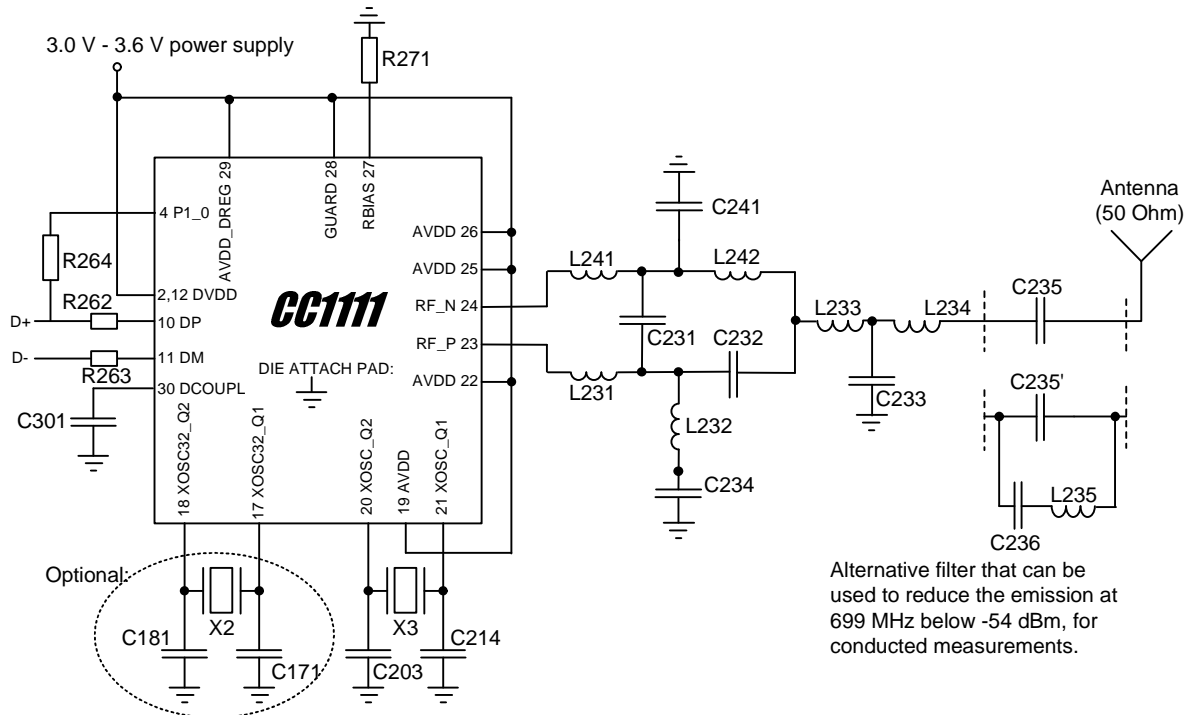 3.0 V - 3.6 V power supply
R271
AVDD_DREG 29
GUARD 28
RBIAS 27
4 P1_0
R264
2,12 DVDD
R262
D+
10 DP
D-
11 DM
R263
30 DCOUPL
C301
CC1111
DIE ATTACH PAD:
AVDD 26
AVDD 25
RF_N 24
RF_P 23
AVDD 22
18 XOSC32_Q2
17 XOSC32_Q1
20 XOSC_Q2
19 AVDD
21 XOSC_Q1
Optional:
X2
C181
C171
X3
C203
C214
C241
L241
L242
C231
C232
L231
L232
C234
L233
L234
C233
C235
Antenna
(50 Ohm)
C235'
L235
C236
Alternative filter that can be
used to reduce the emission at
699 MHz below -54 dBm, for
conducted measurements.